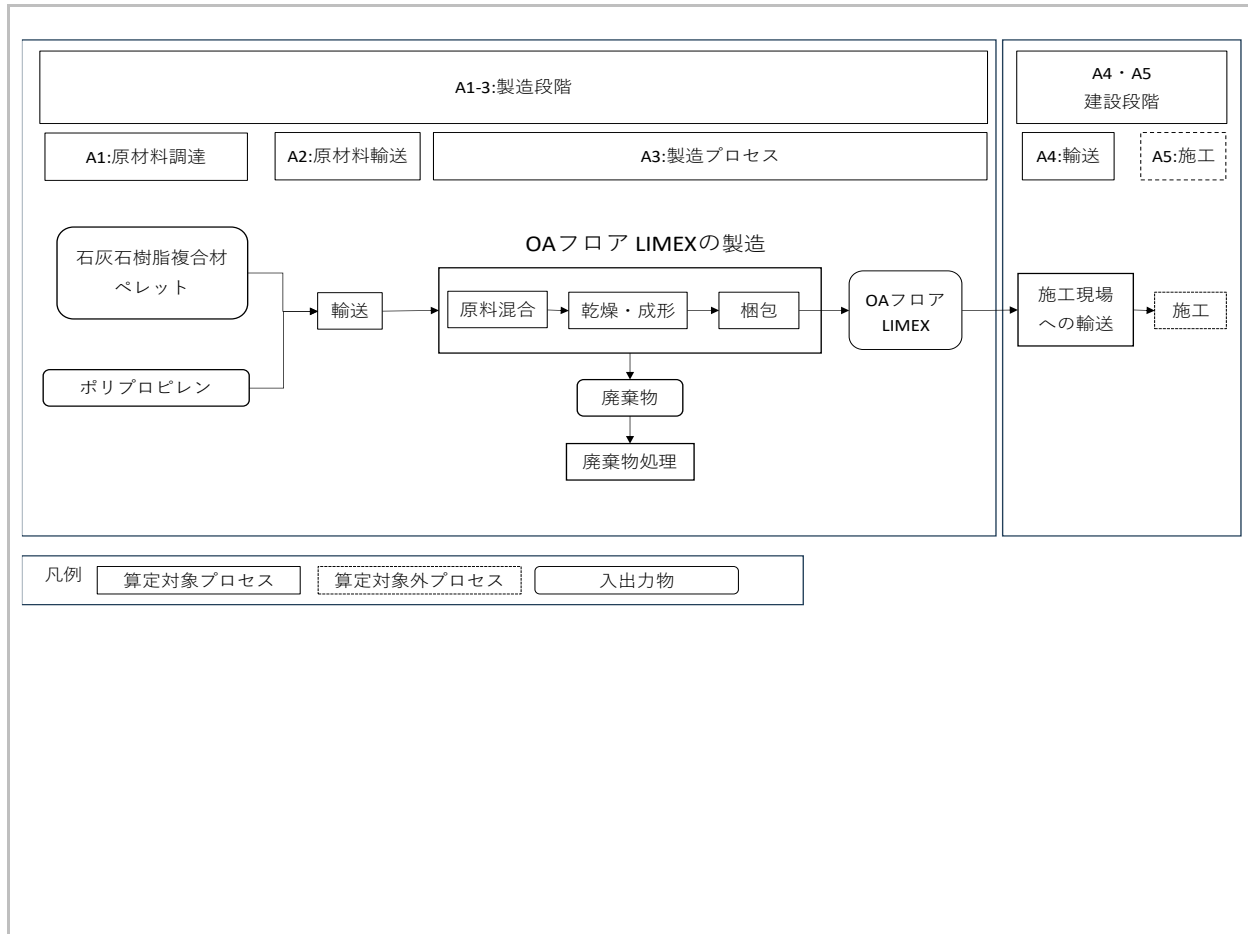 A1-3:製造段階
A4・A5
建設段階
A1:原材料調達
A2:原材料輸送
A3:製造プロセス
A4:輸送
A5:施工
石灰石樹脂複合材
ペレット
ポリプロピレン
輸送
OAフロア LIMEXの製造
原料混合
乾燥・成形
梱包
OAフロア
LIMEX
施工現場
への輸送
施工
廃棄物
廃棄物処理
凡例
算定対象プロセス
算定対象外プロセス
入出力物